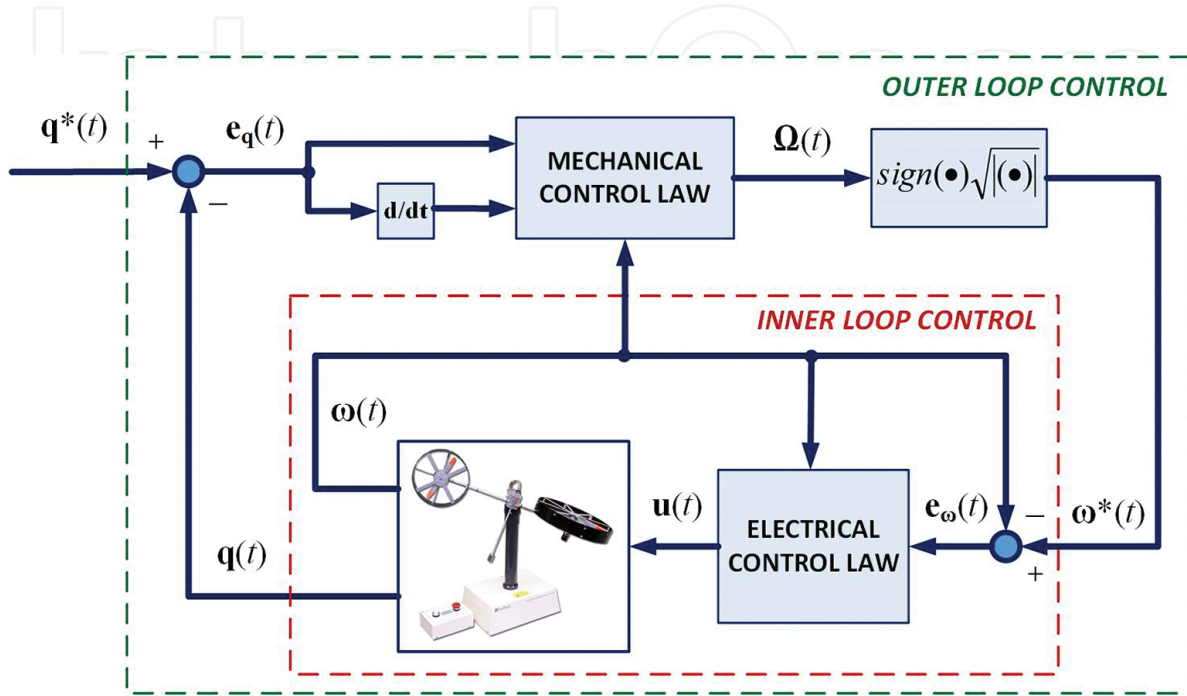 OUTER LOOP CONTROL
q*(t)
+
−
e_q(t)
d/dt
MECHANICAL
CONTROL LAW
Ω(t)
sign(•)√|(•)|
INNER LOOP CONTROL
ω(t)
q(t)
u(t)
ELECTRICAL
CONTROL LAW
e_ω(t)
−
+
ω*(t)